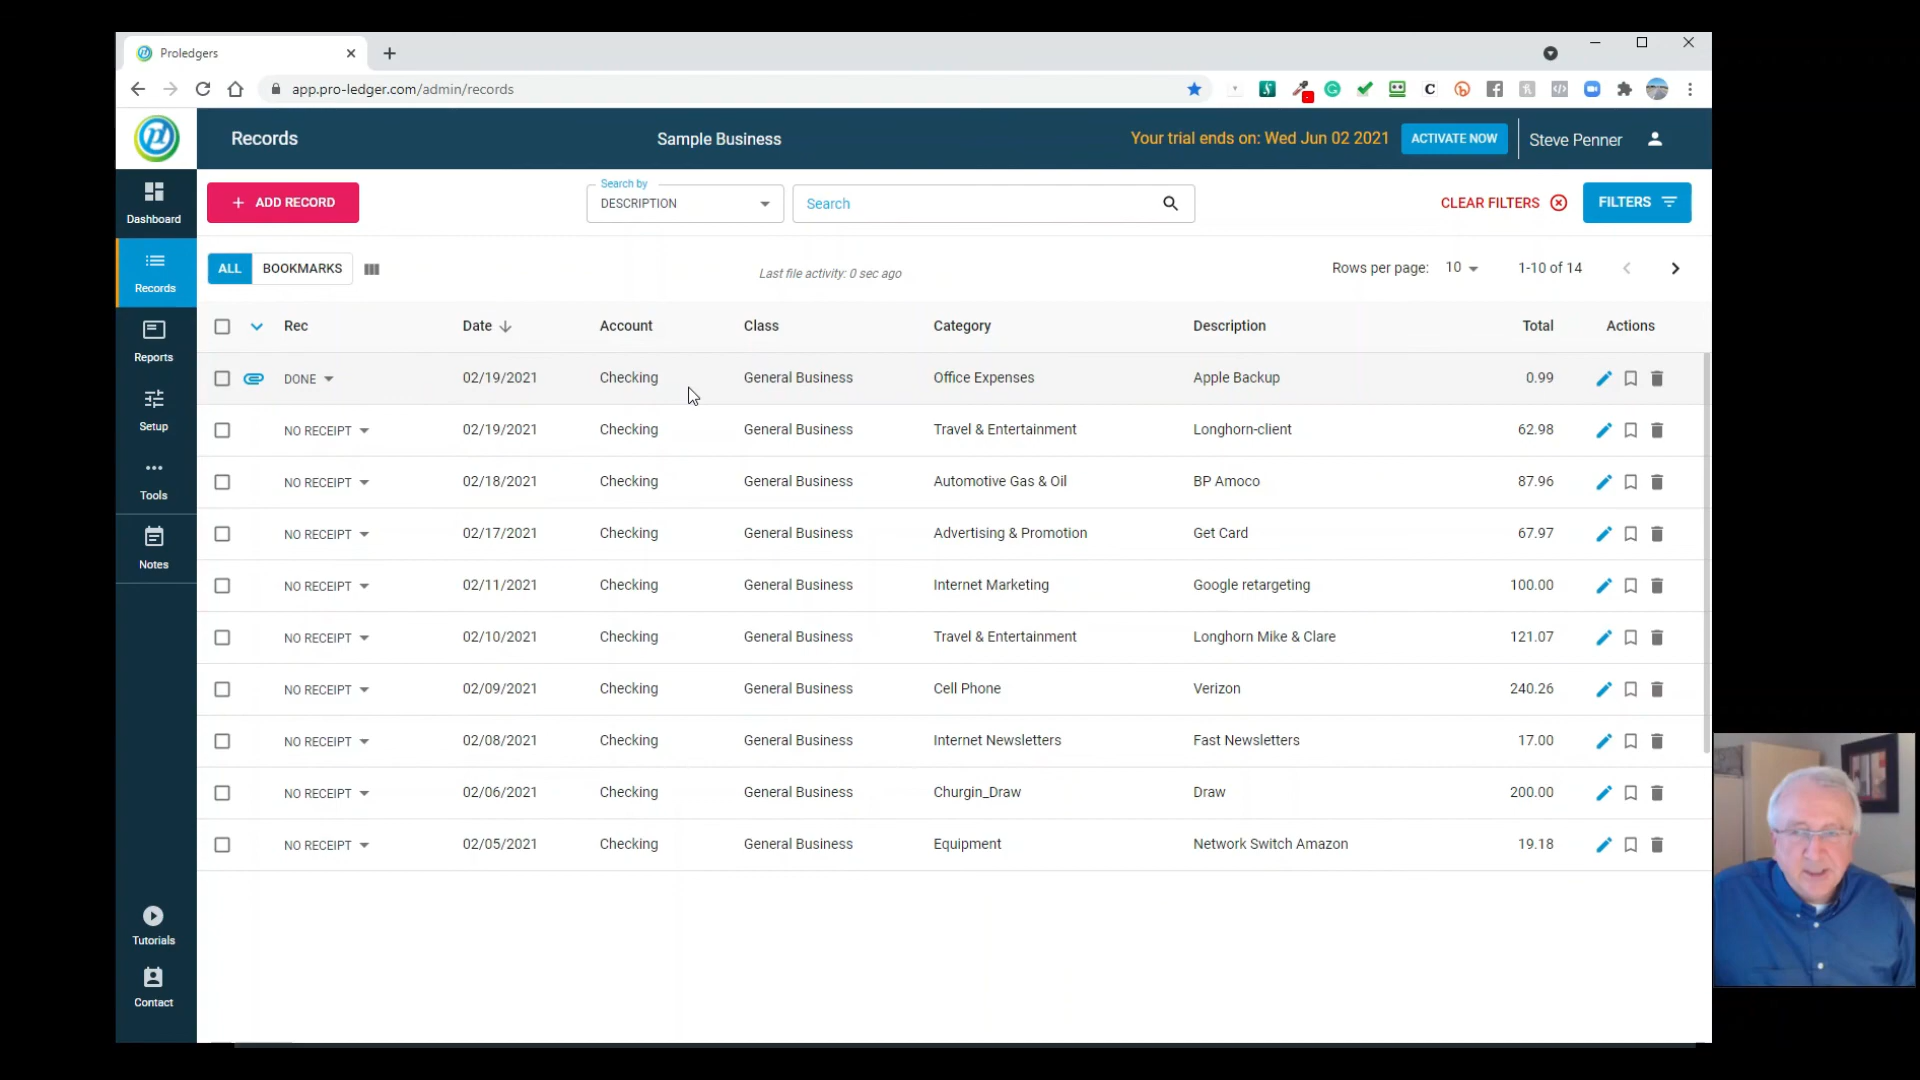 Proledgers
app.pro-ledger.com/admin/records
Records
Sample Business
Your trial ends on: Wed Jun 02 2021
ACTIVATE NOW
Steve Penner
+ ADD RECORD
Search by
DESCRIPTION
Search
CLEAR FILTERS
FILTERS
ALL
BOOKMARKS
Last file activity: 0 sec ago
Rows per page: 10
1-10 of 14
Dashboard
Records
Reports
Setup
Tools
Notes
Tutorials
Contact
Rec Date Account Class Category Description Total Actions
DONE 02/19/2021 Checking General Business Office Expenses Apple Backup 0.99
NO RECEIPT 02/19/2021 Checking General Business Travel & Entertainment Longhorn-client 62.98
NO RECEIPT 02/18/2021 Checking General Business Automotive Gas & Oil BP Amoco 87.96
NO RECEIPT 02/17/2021 Checking General Business Advertising & Promotion Get Card 67.97
NO RECEIPT 02/11/2021 Checking General Business Internet Marketing Google retargeting 100.00
NO RECEIPT 02/10/2021 Checking General Business Travel & Entertainment Longhorn Mike & Clare 121.07
NO RECEIPT 02/09/2021 Checking General Business Cell Phone Verizon 240.26
NO RECEIPT 02/08/2021 Checking General Business Internet Newsletters Fast Newsletters 17.00
NO RECEIPT 02/06/2021 Checking General Business Churgin_Draw Draw 200.00
NO RECEIPT 02/05/2021 Checking General Business Equipment Network Switch Amazon 19.18